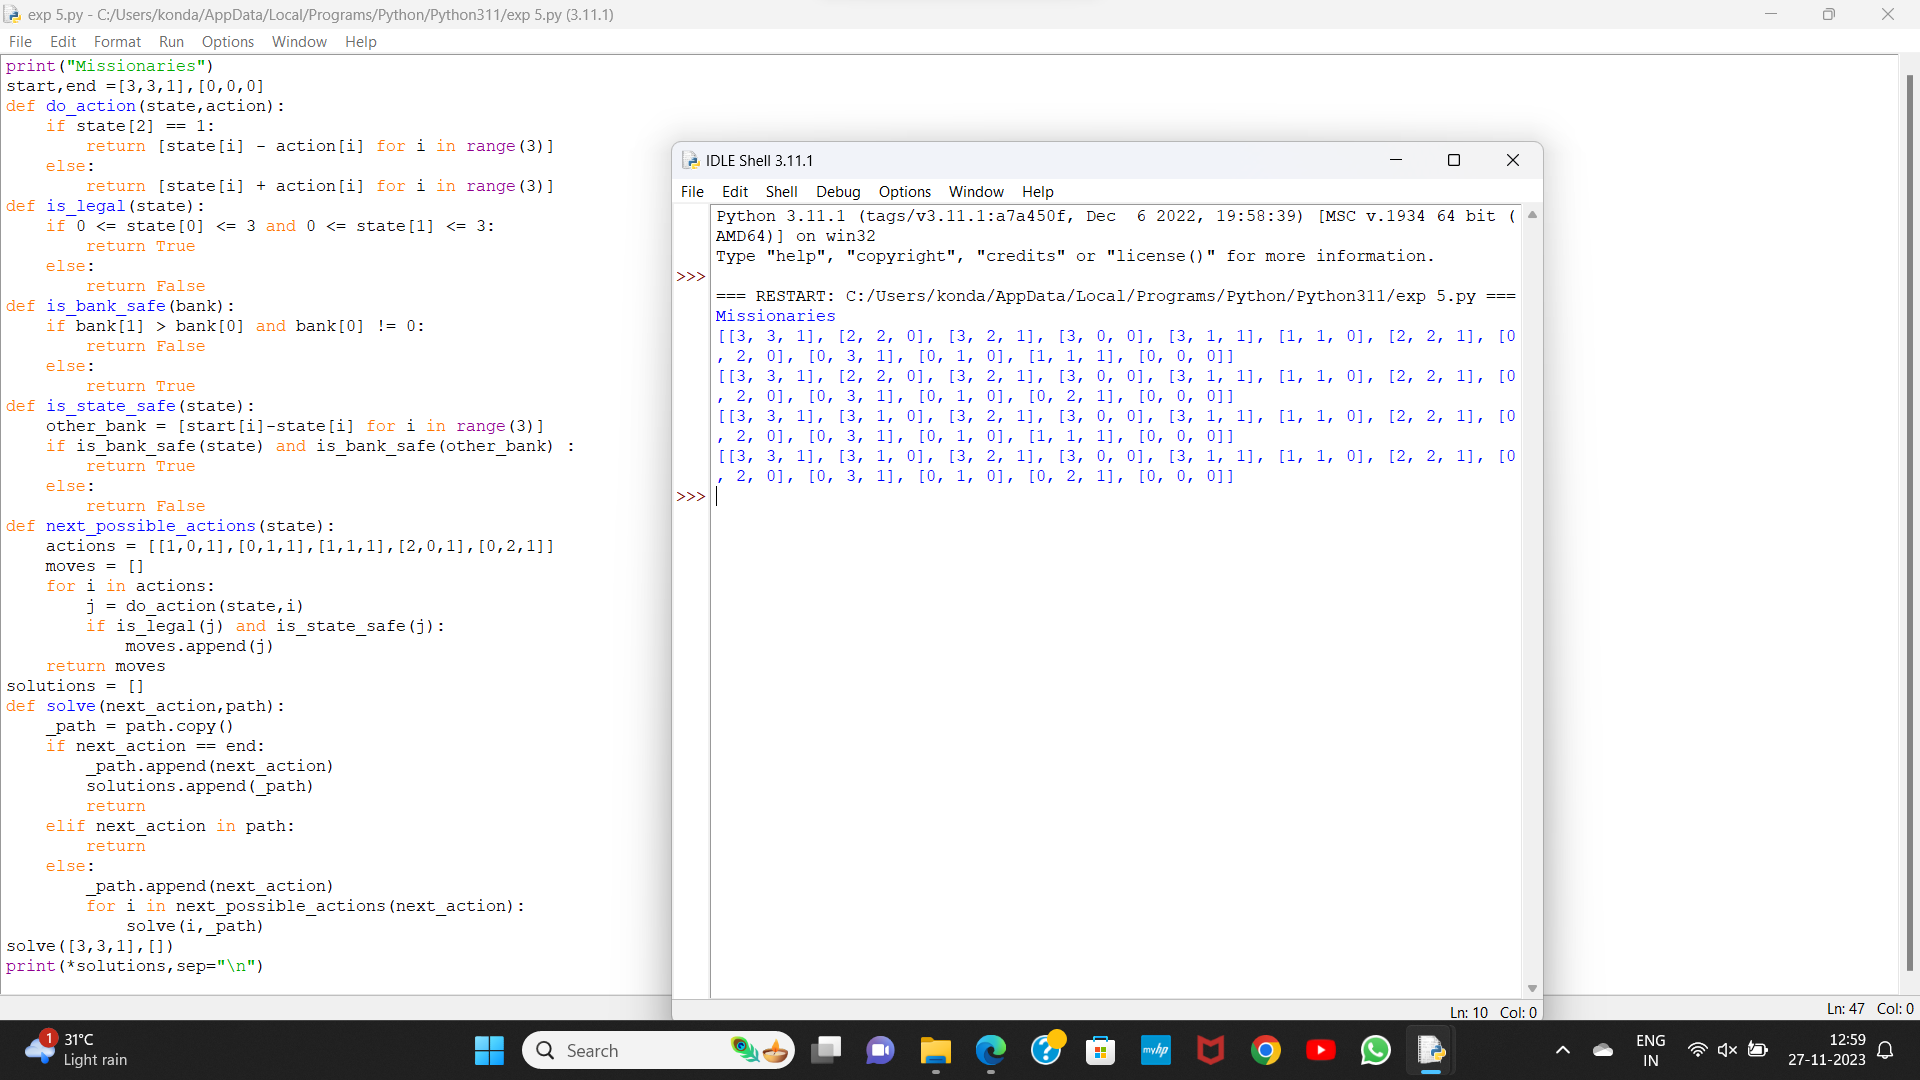 exp 5.py - C:/Users/konda/AppData/Local/Programs/Python/Python311/exp 5.py (3.11.1)
File Edit Format Run Options Window Help
print("Missionaries")
start,end =[3,3,1],[0,0,0]
def do_action(state,action):
    if state[2] == 1:
        return [state[i] - action[i] for i in range(3)]
    else:
        return [state[i] + action[i] for i in range(3)]
def is_legal(state):
    if 0 <= state[0] <= 3 and 0 <= state[1] <= 3:
        return True
    else:
        return False
def is_bank_safe(bank):
    if bank[1] > bank[0] and bank[0] != 0:
        return False
    else:
        return True
def is_state_safe(state):
    other_bank = [start[i]-state[i] for i in range(3)]
    if is_bank_safe(state) and is_bank_safe(other_bank) :
        return True
    else:
        return False
def next_possible_actions(state):
    actions = [[1,0,1],[0,1,1],[1,1,1],[2,0,1],[0,2,1]]
    moves = []
    for i in actions:
        j = do_action(state,i)
        if is_legal(j) and is_state_safe(j):
            moves.append(j)
    return moves
solutions = []
def solve(next_action,path):
    _path = path.copy()
    if next_action == end:
        _path.append(next_action)
        solutions.append(_path)
        return
    elif next_action in path:
        return
    else:
        _path.append(next_action)
        for i in next_possible_actions(next_action):
            solve(i,_path)
solve([3,3,1],[])
print(*solutions,sep="\n")
Ln: 47 Col: 0
IDLE Shell 3.11.1
File Edit Shell Debug Options Window Help
Python 3.11.1 (tags/v3.11.1:a7a450f, Dec  6 2022, 19:58:39) [MSC v.1934 64 bit (
AMD64)] on win32
Type "help", "copyright", "credits" or "license()" for more information.
>>>
=== RESTART: C:/Users/konda/AppData/Local/Programs/Python/Python311/exp 5.py ===
Missionaries
[[3, 3, 1], [2, 2, 0], [3, 2, 1], [3, 0, 0], [3, 1, 1], [1, 1, 0], [2, 2, 1], [0
, 2, 0], [0, 3, 1], [0, 1, 0], [1, 1, 1], [0, 0, 0]]
[[3, 3, 1], [2, 2, 0], [3, 2, 1], [3, 0, 0], [3, 1, 1], [1, 1, 0], [2, 2, 1], [0
, 2, 0], [0, 3, 1], [0, 1, 0], [0, 2, 1], [0, 0, 0]]
[[3, 3, 1], [3, 1, 0], [3, 2, 1], [3, 0, 0], [3, 1, 1], [1, 1, 0], [2, 2, 1], [0
, 2, 0], [0, 3, 1], [0, 1, 0], [1, 1, 1], [0, 0, 0]]
[[3, 3, 1], [3, 1, 0], [3, 2, 1], [3, 0, 0], [3, 1, 1], [1, 1, 0], [2, 2, 1], [0
, 2, 0], [0, 3, 1], [0, 1, 0], [0, 2, 1], [0, 0, 0]]
>>>
Ln: 10 Col: 0
1
31°C
Light rain
Search
myhp
ENG
IN
12:59
27-11-2023